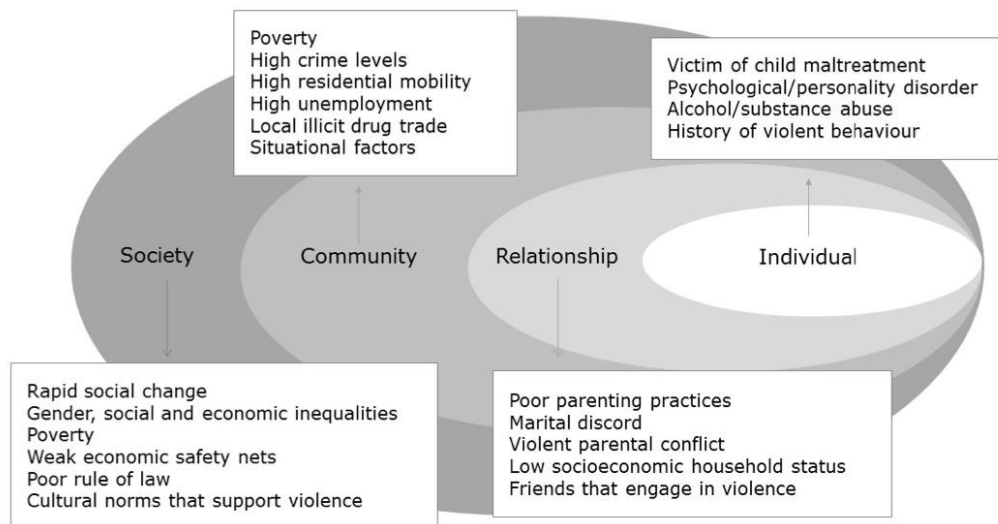 Poverty
High crime levels
High residential mobility
High unemployment
Local illicit drug trade
Situational factors
Victim of child maltreatment
Psychological/personality disorder
Alcohol/substance abuse
History of violent behaviour
Society
Community
Relationship
Individual
Rapid social change
Gender, social and economic inequalities
Poverty
Weak economic safety nets
Poor rule of law
Cultural norms that support violence
Poor parenting practices
Marital discord
Violent parental conflict
Low socioeconomic household status
Friends that engage in violence